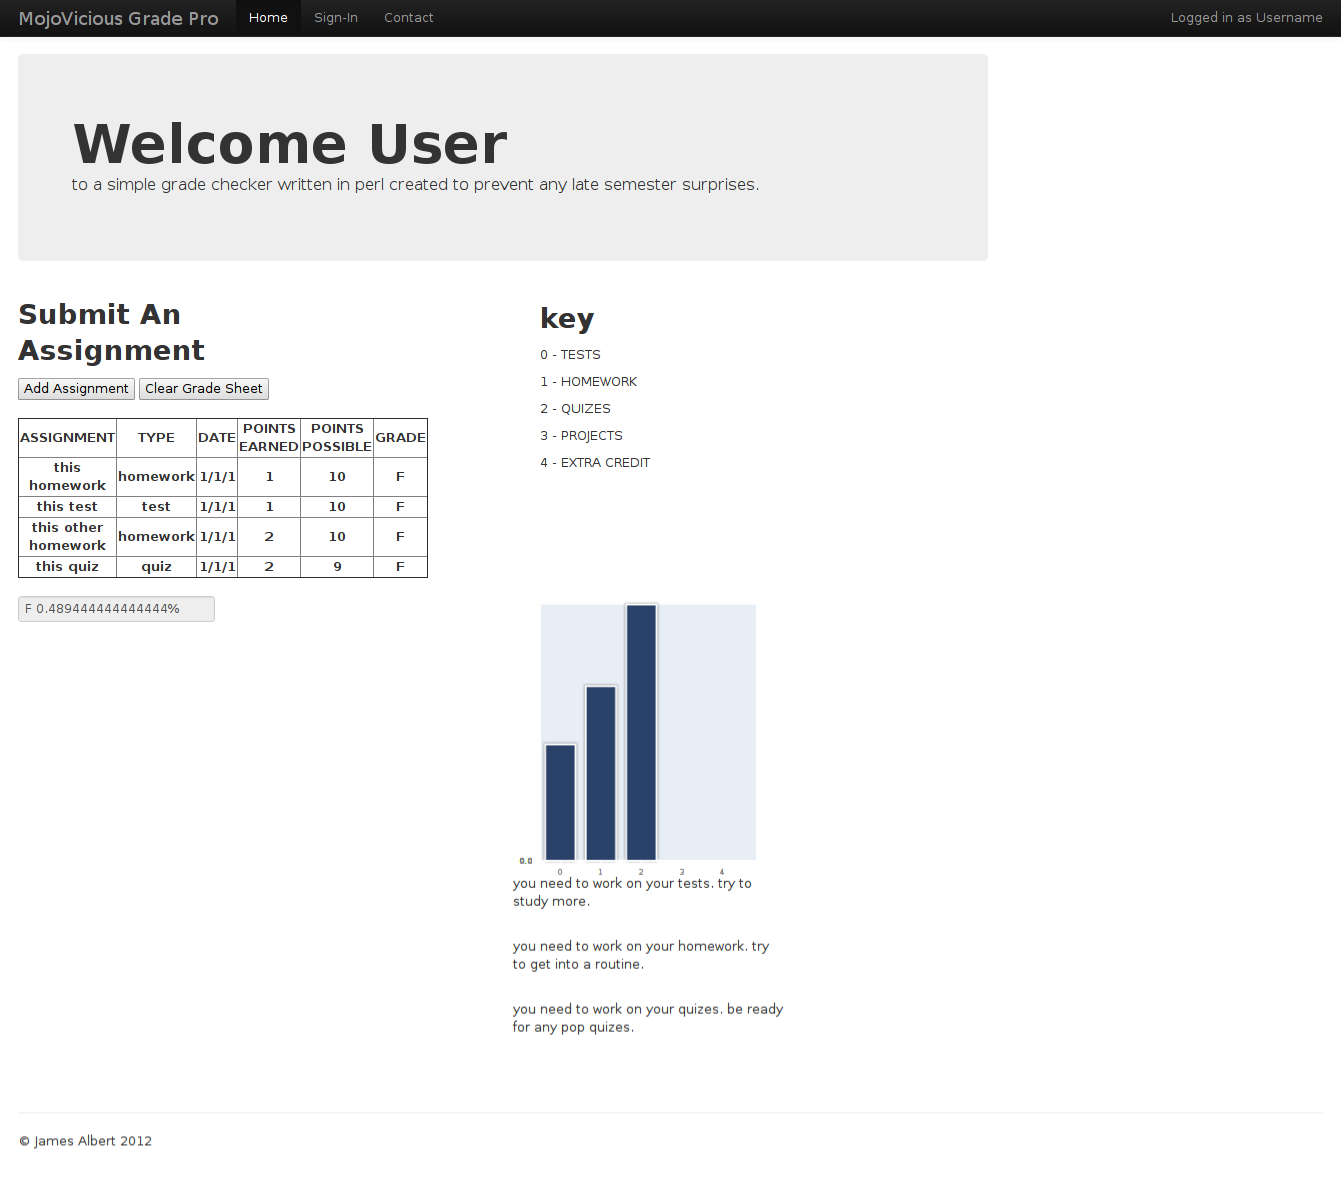 MojoVicious Grade Pro Home Sign-In Contact Logged in as Username
Welcome User
to a simple grade checker written in perl created to prevent any late semester surprises.
Submit An
Assignment
Add Assignment Clear Grade Sheet
ASSIGNMENT TYPE DATE POINTS EARNED POINTS POSSIBLE GRADE
this homework homework 1/1/1 1 10 F
this test test 1/1/1 1 10 F
this other homework homework 1/1/1 2 10 F
this quiz quiz 1/1/1 2 9 F
F 0.489444444444444%
key
0 - TESTS
1 - HOMEWORK
2 - QUIZES
3 - PROJECTS
4 - EXTRA CREDIT
0.0
0 1 2 3 4
you need to work on your tests. try to
study more.
you need to work on your homework. try
to get into a routine.
you need to work on your quizes. be ready
for any pop quizes.
© James Albert 2012